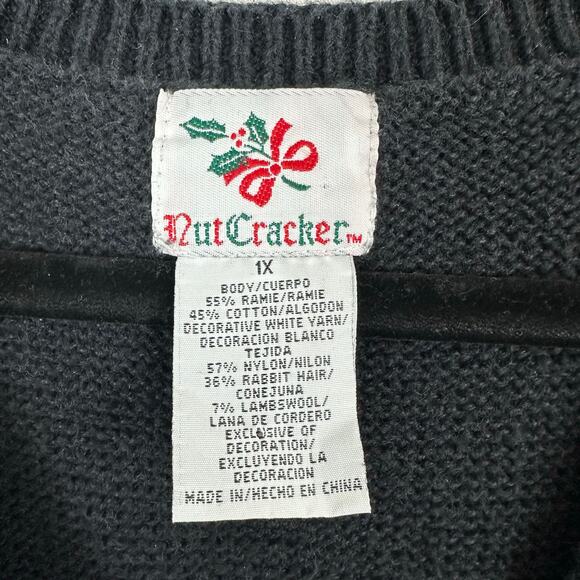 NutCracker™
1X
BODY/CUERPO
55% RAMIE/RAMIE
45% COTTON/ALGODON
DECORATIVE WHITE YARN/
DECORACION BLANCO
TEJIDA
57% NYLON/NILON
36% RABBIT HAIR/
CONEJUNA
7% LAMBSWOOL/
LANA DE CORDERO
EXCLUSIVE OF
DECORATION/
EXCLUYENDO LA
DECORACION
MADE IN/HECHO EN CHINA